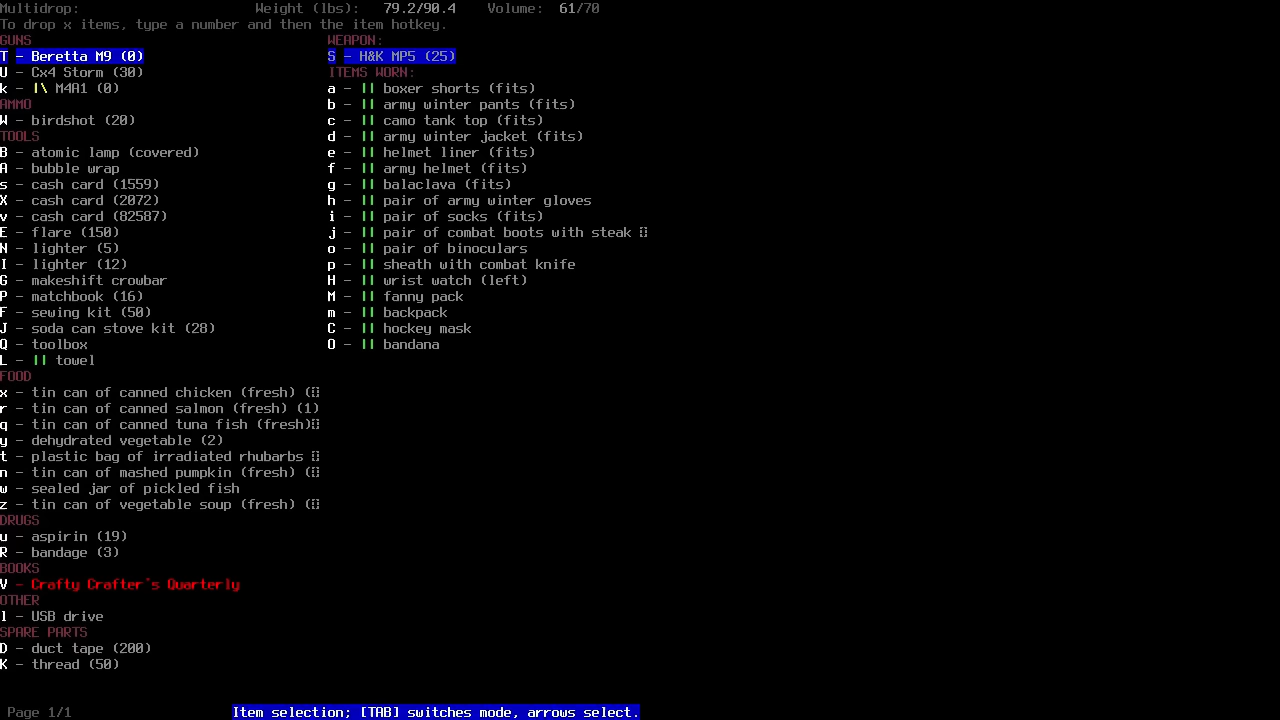 Multidrop: Weight (lbs): 79.2/90.4 Volume: 61/70
To drop x items, type a number and then the item hotkey.
GUNS
T - Beretta M9 (0)
U - Cx4 Storm (30)
k - |\ M4A1 (0)
AMMO
W - birdshot (20)
TOOLS
B - atomic lamp (covered)
A - bubble wrap
s - cash card (1559)
X - cash card (2072)
v - cash card (82587)
E - flare (150)
N - lighter (5)
I - lighter (12)
G - makeshift crowbar
P - matchbook (16)
F - sewing kit (50)
J - soda can stove kit (28)
Q - toolbox
L - || towel
FOOD
x - tin can of canned chicken (fresh) (
r - tin can of canned salmon (fresh) (1)
q - tin can of canned tuna fish (fresh)
y - dehydrated vegetable (2)
t - plastic bag of irradiated rhubarbs
n - tin can of mashed pumpkin (fresh) (
w - sealed jar of pickled fish
z - tin can of vegetable soup (fresh) (
DRUGS
u - aspirin (19)
R - bandage (3)
BOOKS
V - Crafty Crafter's Quarterly
OTHER
l - USB drive
SPARE PARTS
D - duct tape (200)
K - thread (50)
WEAPON:
S - H&K MP5 (25)
ITEMS WORN:
a - || boxer shorts (fits)
b - || army winter pants (fits)
c - || camo tank top (fits)
d - || army winter jacket (fits)
e - || helmet liner (fits)
f - || army helmet (fits)
g - || balaclava (fits)
h - || pair of army winter gloves
i - || pair of socks (fits)
j - || pair of combat boots with steak
o - || pair of binoculars
p - || sheath with combat knife
H - || wrist watch (left)
M - || fanny pack
m - || backpack
C - || hockey mask
O - || bandana
Page 1/1 Item selection; [TAB] switches mode, arrows select.